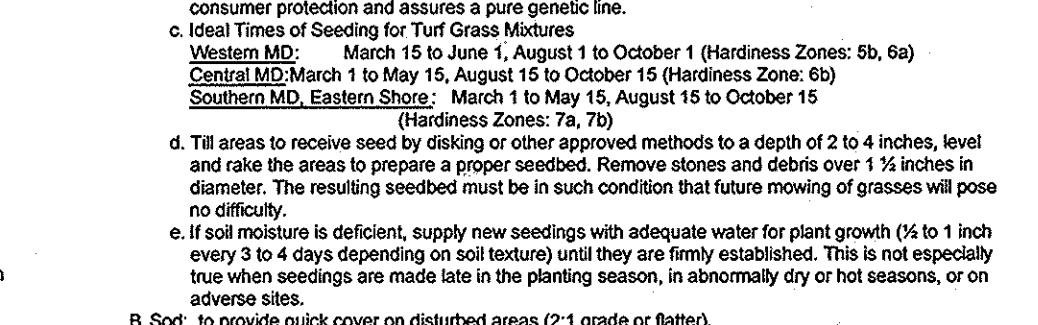 consumer protection and assures a pure genetic line.
c. Ideal Times of Seeding for Turf Grass Mixtures
Western MD: March 15 to June 1, August 1 to October 1 (Hardiness Zones: 5b, 6a)
Central MD:March 1 to May 15, August 15 to October 15 (Hardiness Zone: 6b)
Southern MD, Eastern Shore: March 1 to May 15, August 15 to October 15
(Hardiness Zones: 7a, 7b)
d. Till areas to receive seed by disking or other approved methods to a depth of 2 to 4 inches, level
and rake the areas to prepare a proper seedbed. Remove stones and debris over 1 ½ inches in
diameter. The resulting seedbed must be in such condition that future mowing of grasses will pose
no difficulty.
e. If soil moisture is deficient, supply new seedings with adequate water for plant growth (½ to 1 inch
every 3 to 4 days depending on soil texture) until they are firmly established. This is not especially
true when seedings are made late in the planting season, in abnormally dry or hot seasons, or on
adverse sites.
B. Sod: to provide quick cover on disturbed areas (2:1 grade or flatter).